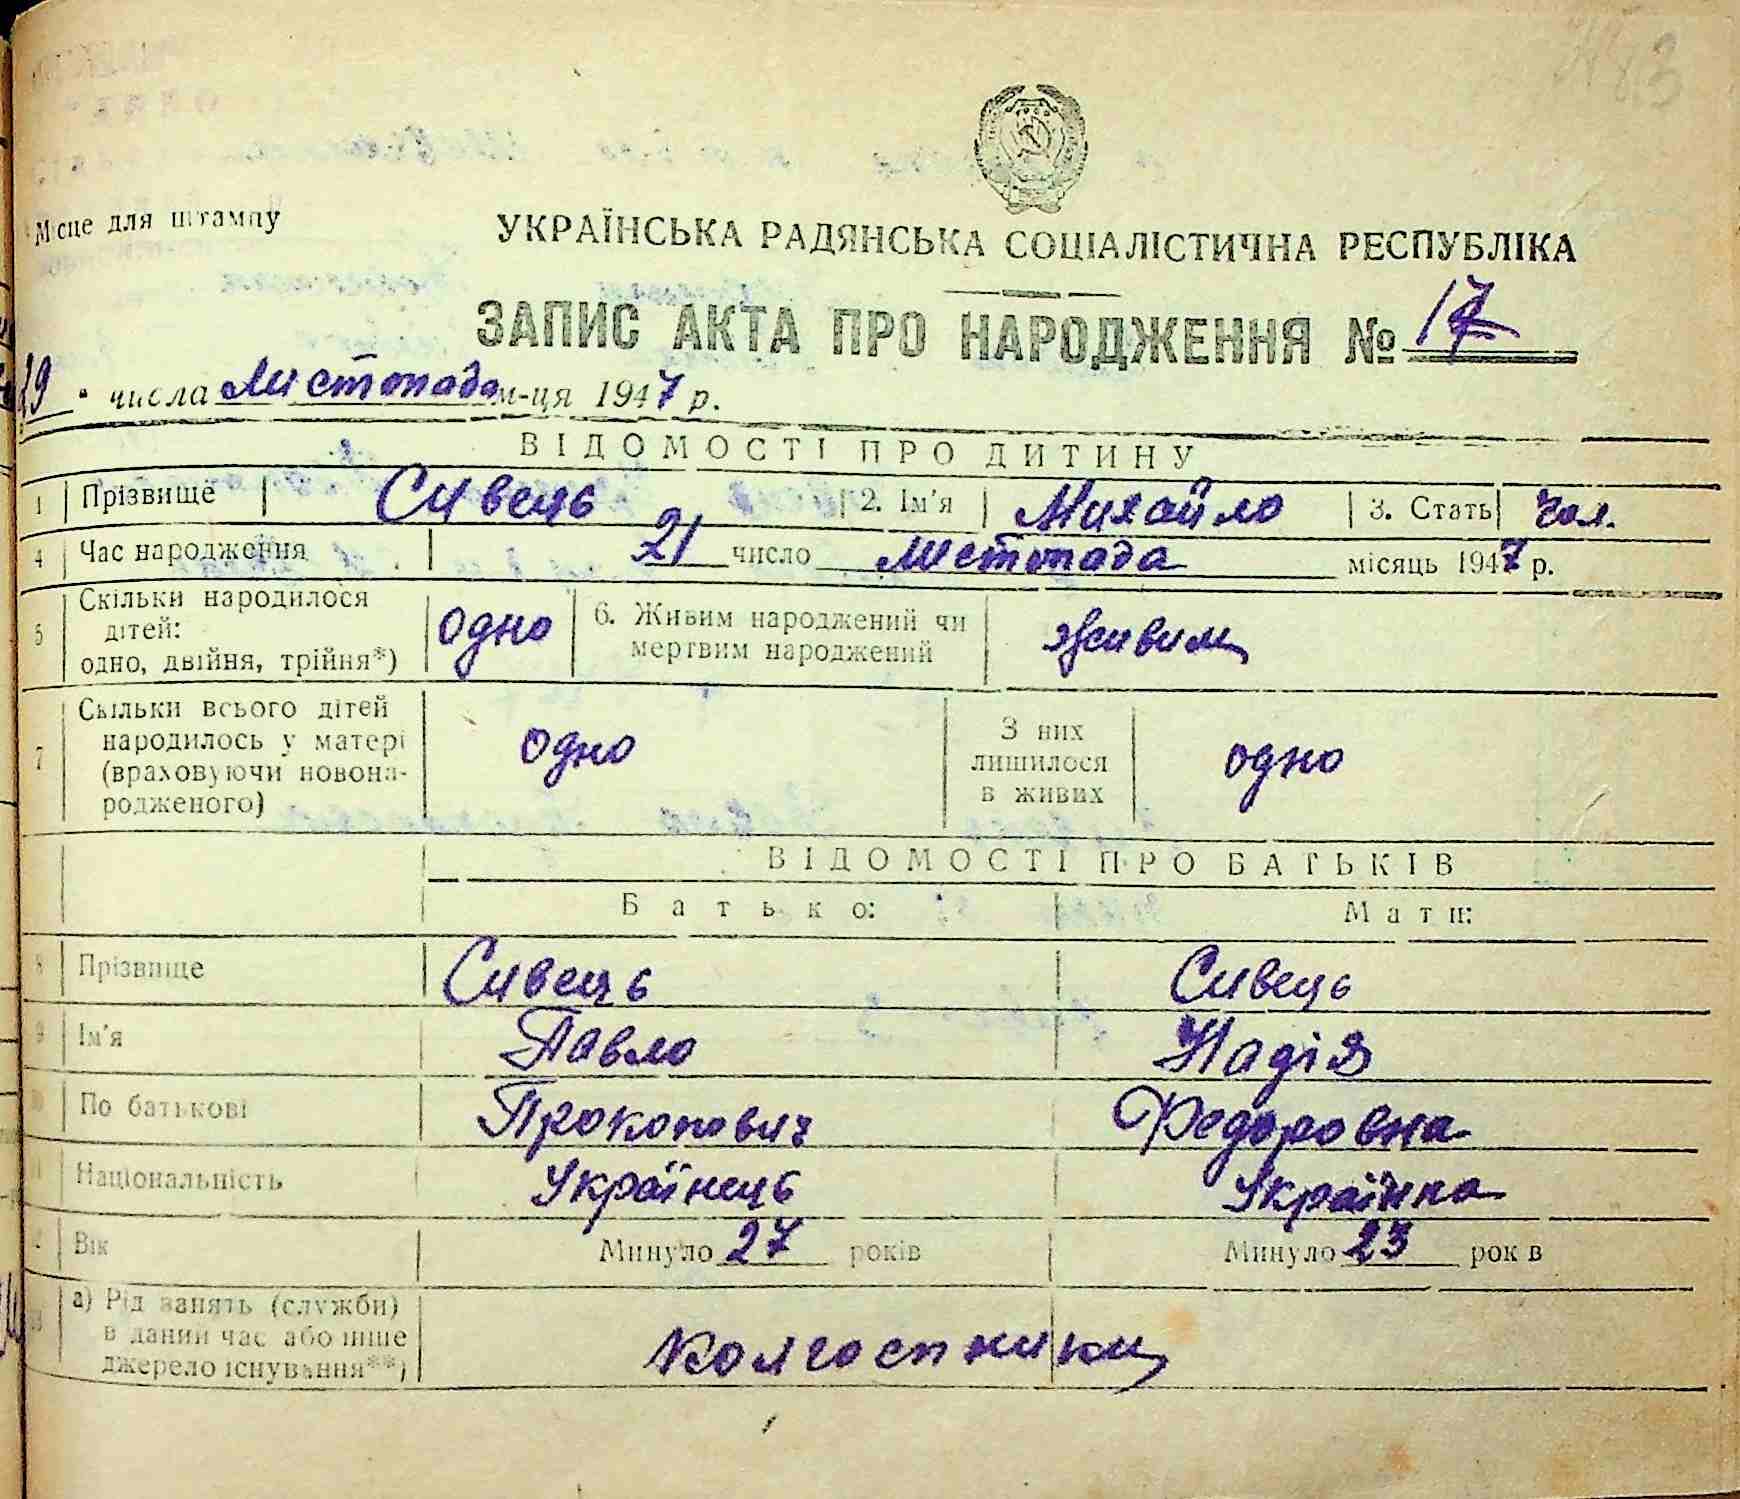 83
Місце для штампу
УКРАЇНСЬКА РАДЯНСЬКА СОЦІАЛІСТИЧНА РЕСПУБЛІКА
ЗАПИС АКТА ПРО НАРОДЖЕННЯ № 17
29 числа Листопада м-ця 1947 р.
ВІДОМОСТІ ПРО ДИТИНУ
1 Прізвище Сивець 2. Ім'я Михайло 3. Стать чол.
4 Час народження 21 число листопада місяць 1947 р.
5 Скільки народилося дітей: одно, двійня, трійня*) одно 6. Живим народжений чи мертвим народжений живим
7 Скільки всього дітей народилось у матері (враховуючи новонародженого) одно З них лишилося в живих одно
ВІДОМОСТІ ПРО БАТЬКІВ
Батько: Мати:
8 Прізвище Сивець Сивець
9 Ім'я Павло Надія
10 По батькові Прокопович Федоровна
11 Національність Українець Українка
Вік Минуло 27 років Минуло 23 років
а) Рід занять (служби) в даний час або інше джерело існування**) колгоспники